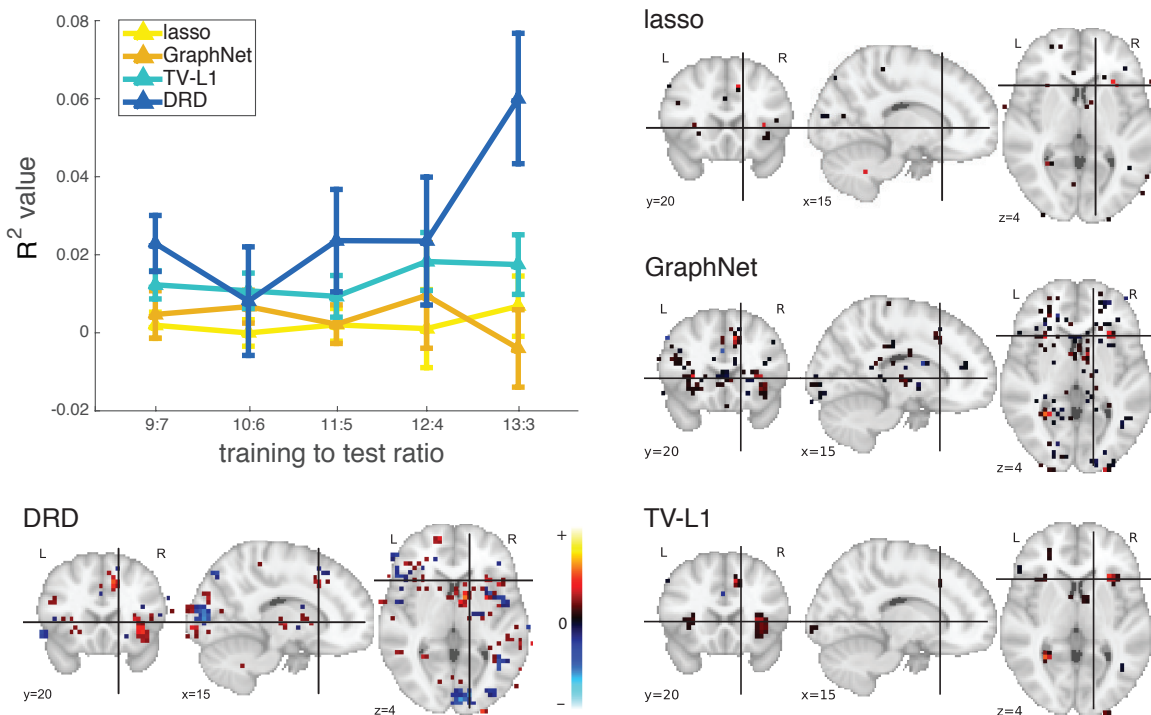 0.08
0.06
0.04
0.02
0
-0.02
R² value
lasso
GraphNet
TV-L1
DRD
9:7
10:6
11:5
12:4
13:3
training to test ratio
lasso
L
R
L
R
y=20
x=15
z=4
GraphNet
L
R
L
R
y=20
x=15
z=4
DRD
L
R
L
R
+
0
−
y=20
x=15
z=4
TV-L1
L
R
L
R
y=20
x=15
z=4